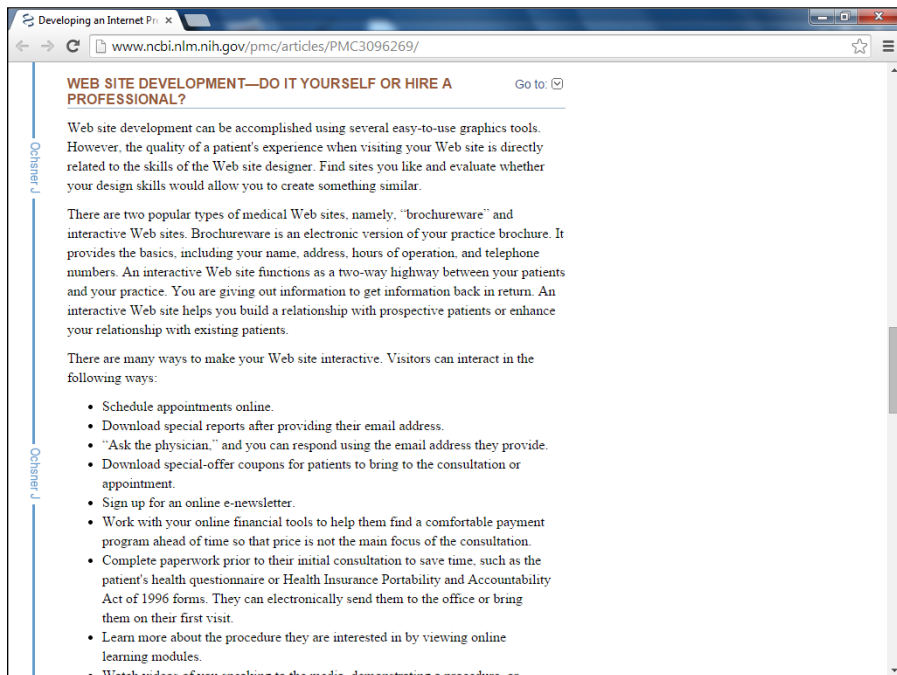 Developing an Internet Pr
www.ncbi.nlm.nih.gov/pmc/articles/PMC3096269/
WEB SITE DEVELOPMENT—DO IT YOURSELF OR HIRE A
PROFESSIONAL?
Go to:
Web site development can be accomplished using several easy-to-use graphics tools.
However, the quality of a patient's experience when visiting your Web site is directly
related to the skills of the Web site designer. Find sites you like and evaluate whether
your design skills would allow you to create something similar.
There are two popular types of medical Web sites, namely, “brochureware” and
interactive Web sites. Brochureware is an electronic version of your practice brochure. It
provides the basics, including your name, address, hours of operation, and telephone
numbers. An interactive Web site functions as a two-way highway between your patients
and your practice. You are giving out information to get information back in return. An
interactive Web site helps you build a relationship with prospective patients or enhance
your relationship with existing patients.
There are many ways to make your Web site interactive. Visitors can interact in the
following ways:
• Schedule appointments online.
• Download special reports after providing their email address.
• “Ask the physician,” and you can respond using the email address they provide.
• Download special-offer coupons for patients to bring to the consultation or
appointment.
• Sign up for an online e-newsletter.
• Work with your online financial tools to help them find a comfortable payment
program ahead of time so that price is not the main focus of the consultation.
• Complete paperwork prior to their initial consultation to save time, such as the
patient's health questionnaire or Health Insurance Portability and Accountability
Act of 1996 forms. They can electronically send them to the office or bring
them on their first visit.
• Learn more about the procedure they are interested in by viewing online
learning modules.
• Watch videos of you speaking to the media, demonstrating a procedure, or
Ochsner J
Ochsner J